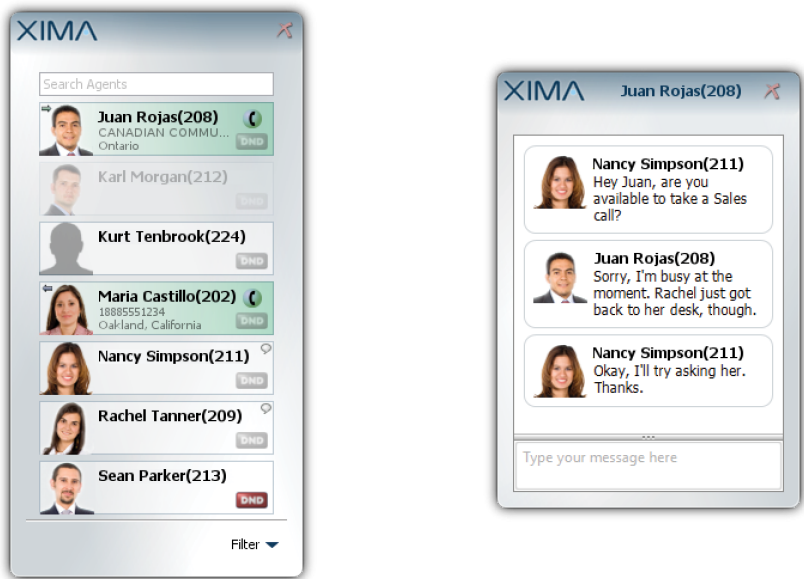 XIMΛ
Search Agents
Juan Rojas(208)
CANADIAN COMMU...
Ontario
DND
Karl Morgan(212)
DND
Kurt Tenbrook(224)
DND
Maria Castillo(202)
18885551234
Oakland, California
DND
Nancy Simpson(211)
DND
Rachel Tanner(209)
DND
Sean Parker(213)
DND
Filter
XIMΛ Juan Rojas(208)
Nancy Simpson(211)
Hey Juan, are you
available to take a Sales
call?
Juan Rojas(208)
Sorry, I'm busy at the
moment. Rachel just got
back to her desk, though.
Nancy Simpson(211)
Okay, I'll try asking her.
Thanks.
Type your message here